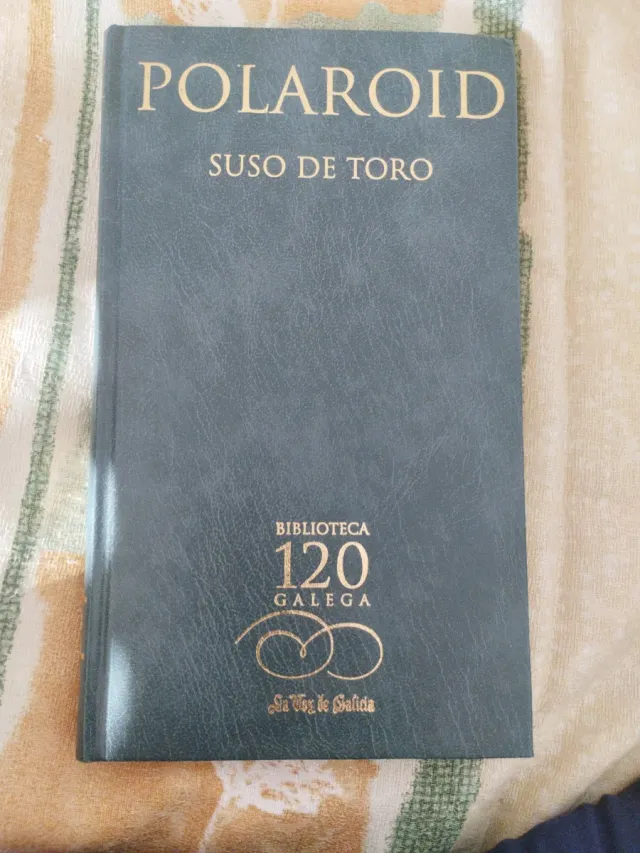 POLAROID
SUSO DE TORO
BIBLIOTECA
120
GALEGA
La Voz de Galicia